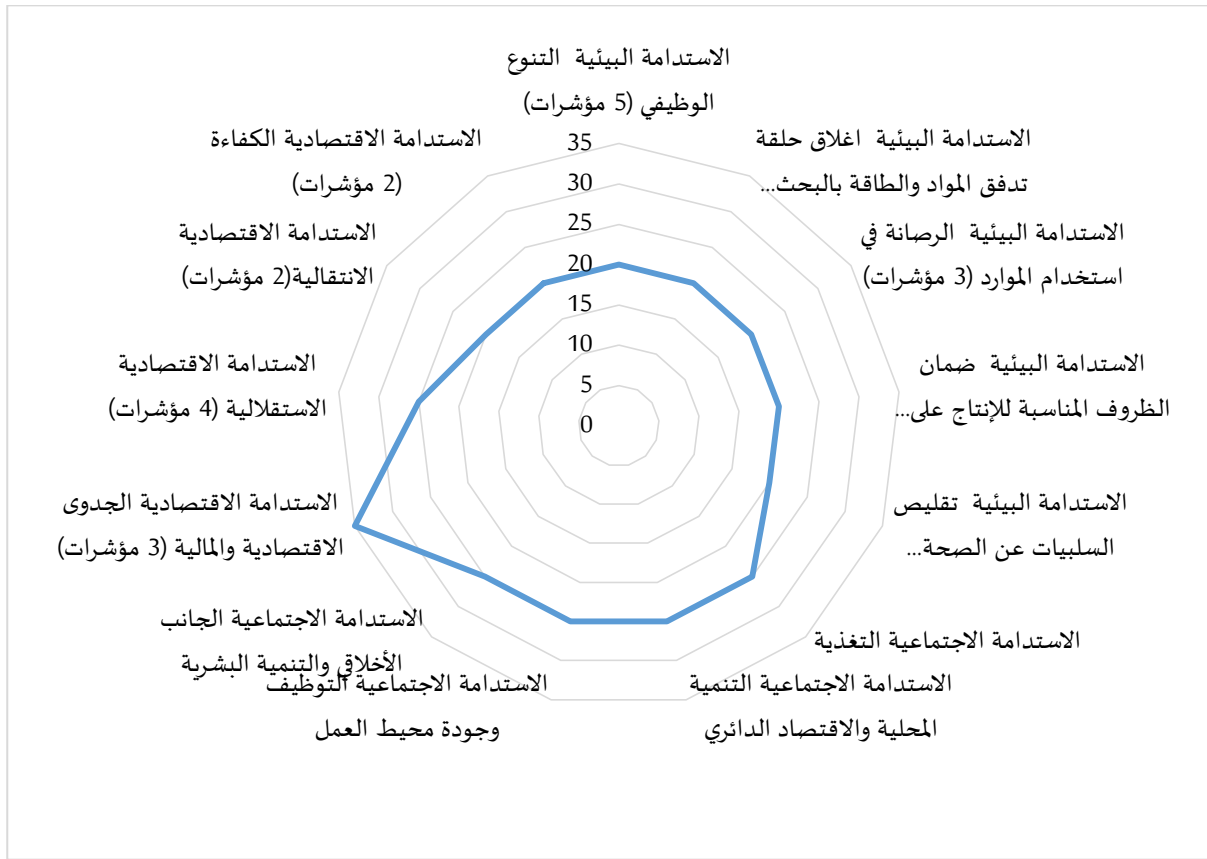 الاستدامة البيئية التنوع
الوظيفي (5 مؤشرات)
الاستدامة البيئية اغلاق حلقة
تدفق المواد والطاقة بالبحث...
الاستدامة البيئية الرصانة في
استخدام الموارد (3 مؤشرات)
الاستدامة البيئية ضمان
الظروف المناسبة للإنتاج على...
الاستدامة البيئية تقليص
السلبيات عن الصحة...
الاستدامة الاجتماعية التغذية
الاستدامة الاجتماعية التنمية
المحلية والاقتصاد الدائري
الاستدامة الاجتماعية التوظيف
وجودة محيط العمل
الاستدامة الاجتماعية الجانب
الأخلاقي والتنمية البشرية
الاستدامة الاقتصادية الجدوى
الاقتصادية والمالية (3 مؤشرات)
الاستدامة الاقتصادية
الاستقلالية (4 مؤشرات)
الاستدامة الاقتصادية
الانتقالية(2 مؤشرات)
الاستدامة الاقتصادية الكفاءة
(2 مؤشرات)
35
30
25
20
15
10
5
0